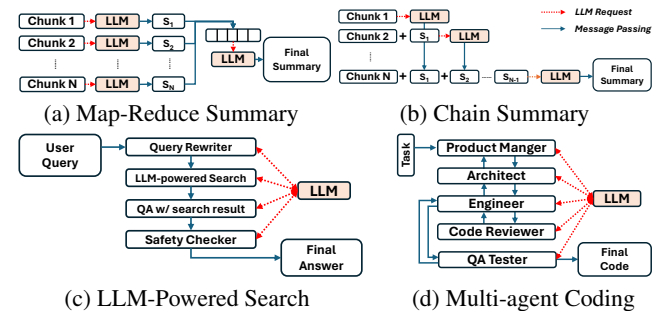 Chunk 1 LLM S1
Chunk 2 LLM S2
Chunk N LLM SN
LLM
Final
Summary
(a) Map-Reduce Summary
Chunk 1 LLM
Chunk 2 + S1 LLM
Chunk N + S1 + S2 SN-1 LLM
Final
Summary
LLM Request
Message Passing
(b) Chain Summary
User
Query
Query Rewriter
LLM-powered Search
QA w/ search result
Safety Checker
LLM
Final
Answer
(c) LLM-Powered Search
Task
Product Manger
Architect
Engineer
Code Reviewer
QA Tester
LLM
Final
Code
(d) Multi-agent Coding